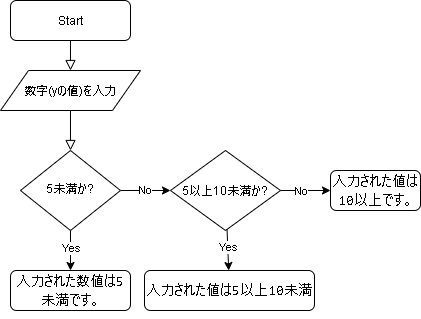 Start
数字(yの値)を入力
5未満か?
No
5以上10未満か?
No
入力された値は
10以上です。
Yes
Yes
入力された数値は5
未満です。
入力された値は5以上10未満